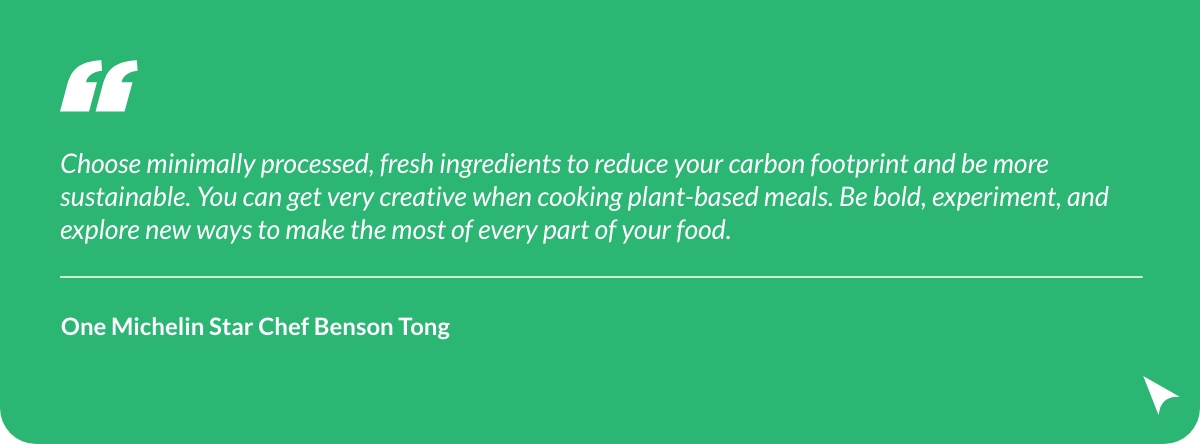 “
Choose minimally processed, fresh ingredients to reduce your carbon footprint and be more
sustainable. You can get very creative when cooking plant-based meals. Be bold, experiment, and
explore new ways to make the most of every part of your food.
One Michelin Star Chef Benson Tong